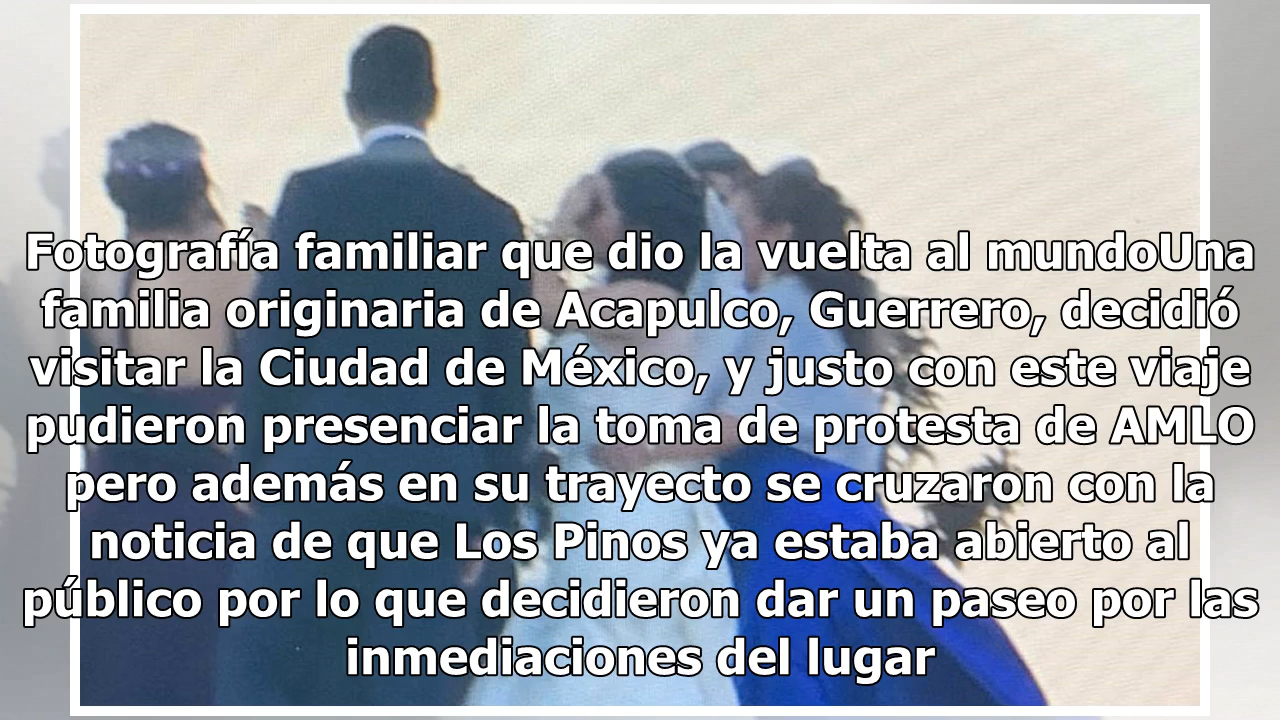 Fotografía familiar que dio la vuelta al mundoUna
familia originaria de Acapulco, Guerrero, decidió
visitar la Ciudad de México, y justo con este viaje
pudieron presenciar la toma de protesta de AMLO
pero además en su trayecto se cruzaron con la
noticia de que Los Pinos ya estaba abierto al
público por lo que decidieron dar un paseo por las
inmediaciones del lugar